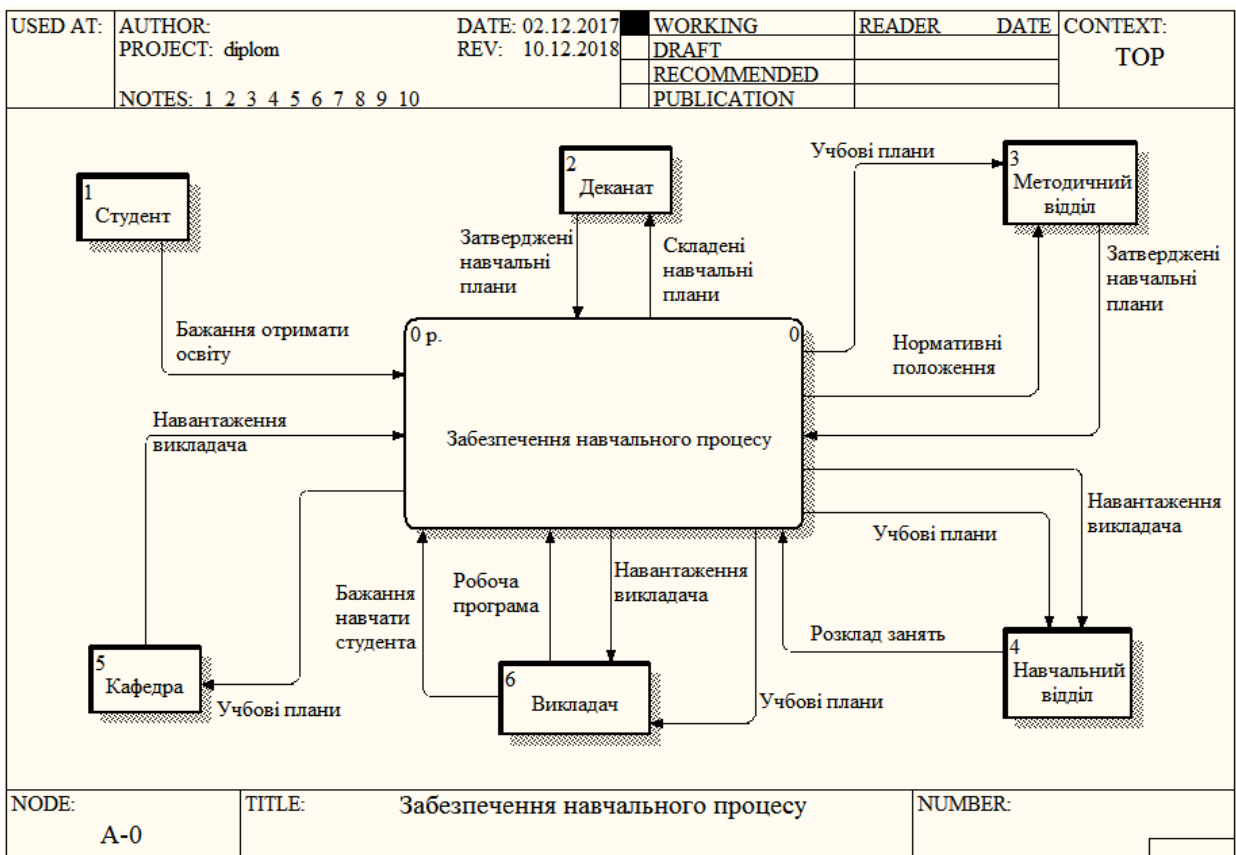 USED AT:
AUTHOR:
DATE: 02.12.2017
PROJECT: diplom
REV: 10.12.2018
NOTES: 1 2 3 4 5 6 7 8 9 10
WORKING
DRAFT
RECOMMENDED
PUBLICATION
READER DATE
CONTEXT:
TOP
1
Студент
2
Деканат
Учбові плани
3
Методичний
відділ
Затверджені
навчальні
плани
Складені
навчальні
плани
Затверджені
навчальні
плани
Бажання отримати
освіту
0 р.
0
Нормативні
положення
Навантаження
викладача
Забезпечення навчального процесу
Навантаження
викладача
Учбові плани
Бажання
навчати
студента
Робоча
програма
Навантаження
викладача
Розклад занять
4
Навчальний
відділ
5
Кафедра
Учбові плани
6
Викладач
Учбові плани
NODE:
A-0
TITLE:
Забезпечення навчального процесу
NUMBER: